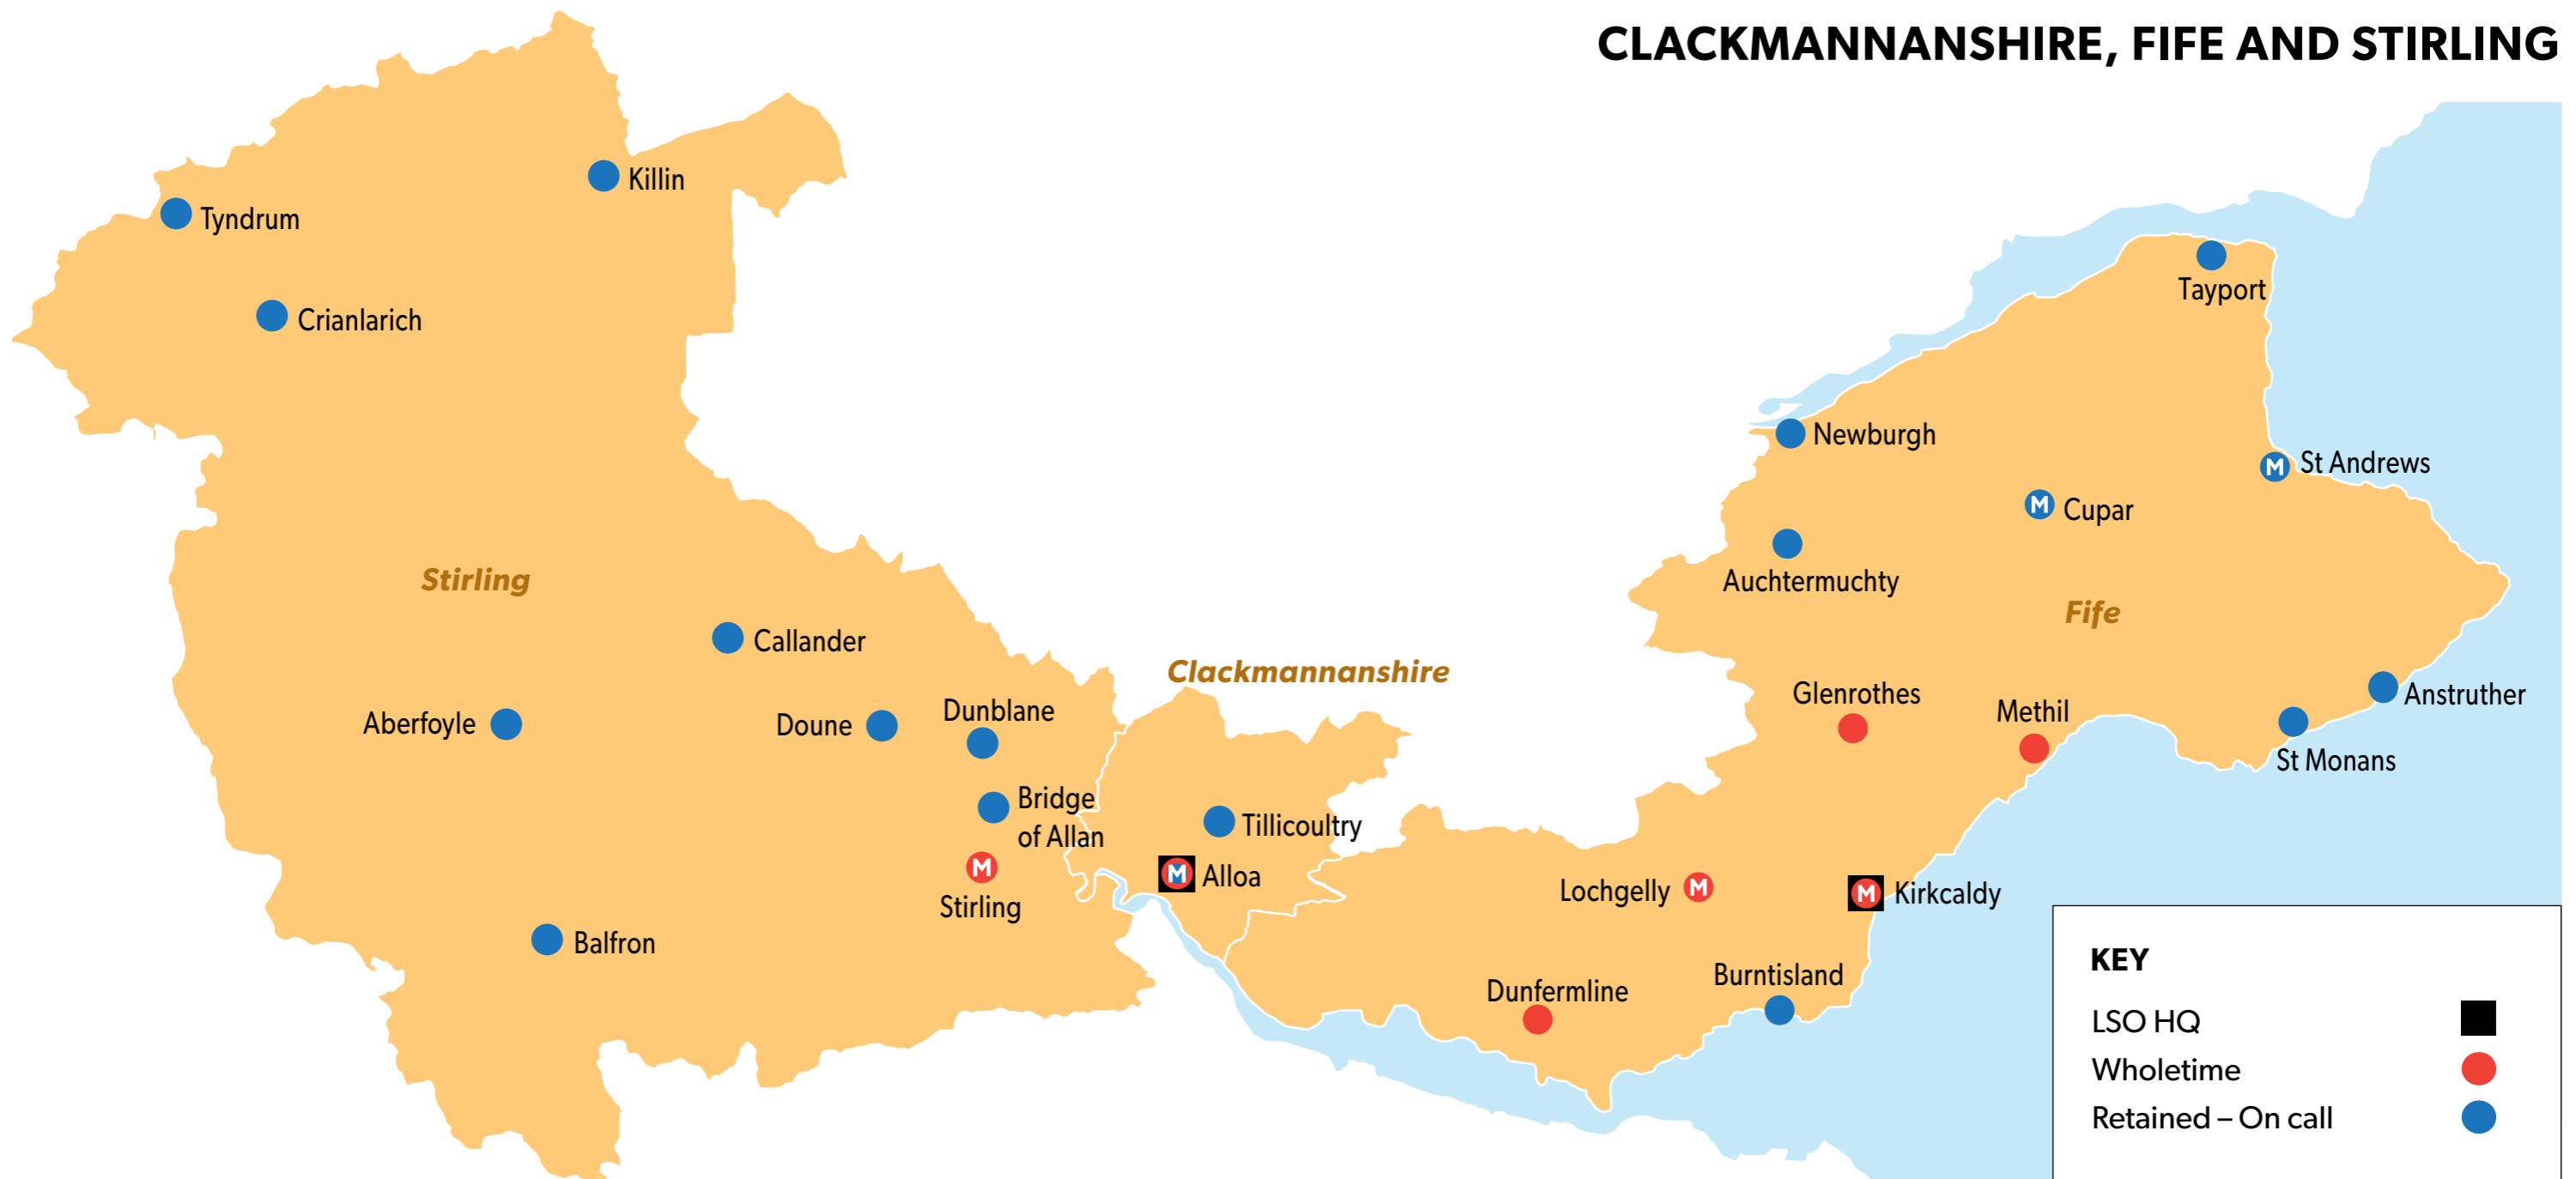 CLACKMANNANSHIRE, FIFE AND STIRLING
Killin
Tyndrum
Crianlarich
Tayport
Newburgh
M St Andrews
M Cupar
Auchtermuchty
Stirling
Fife
Callander
Clackmannanshire
Aberfoyle
Doune
Dunblane
Glenrothes
Methil
Anstruther
St Monans
Bridge
of Allan
Tillicoultry
M
Stirling
M Alloa
Lochgelly M
M Kirkcaldy
Balfron
Dunfermline
Burntisland
KEY
LSO HQ
Wholetime
Retained – On call